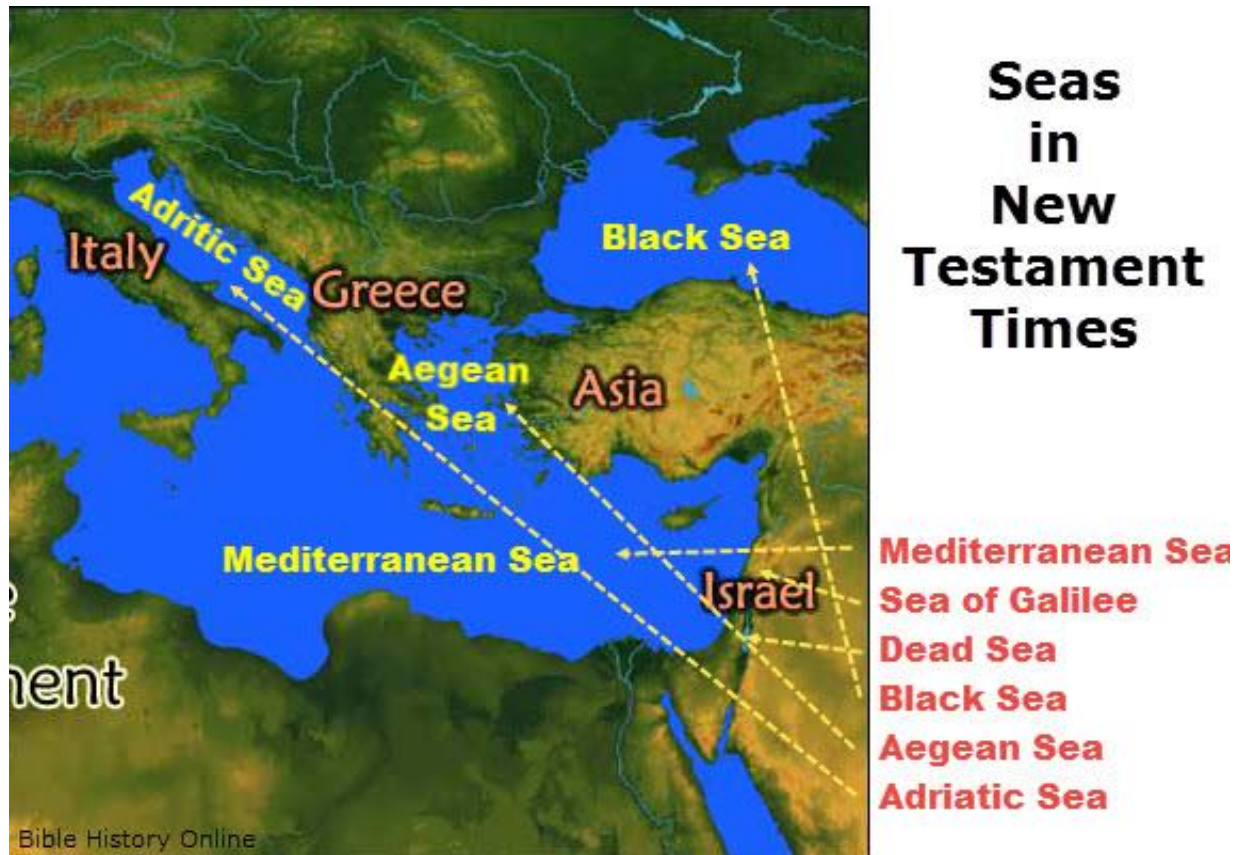 Seas
in
New
Testament
Times
Adritic Sea
Italy
Greece
Black Sea
Aegean
Sea
Asia
Mediterranean Sea
Israel
Mediterranean Sea
Sea of Galilee
Dead Sea
Black Sea
Aegean Sea
Adriatic Sea
Bible History Online